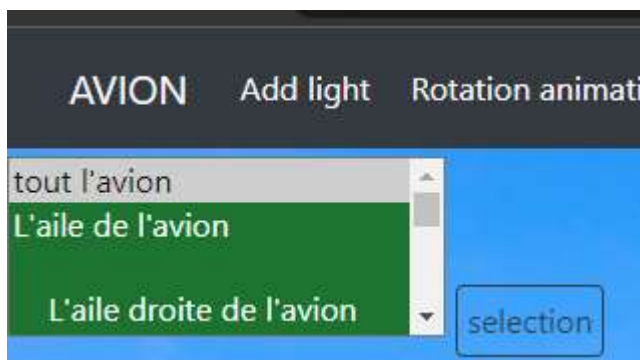 AVION Add light Rotation animati
tout l'avion
L'aile de l'avion
L'aile droite de l'avion
selection